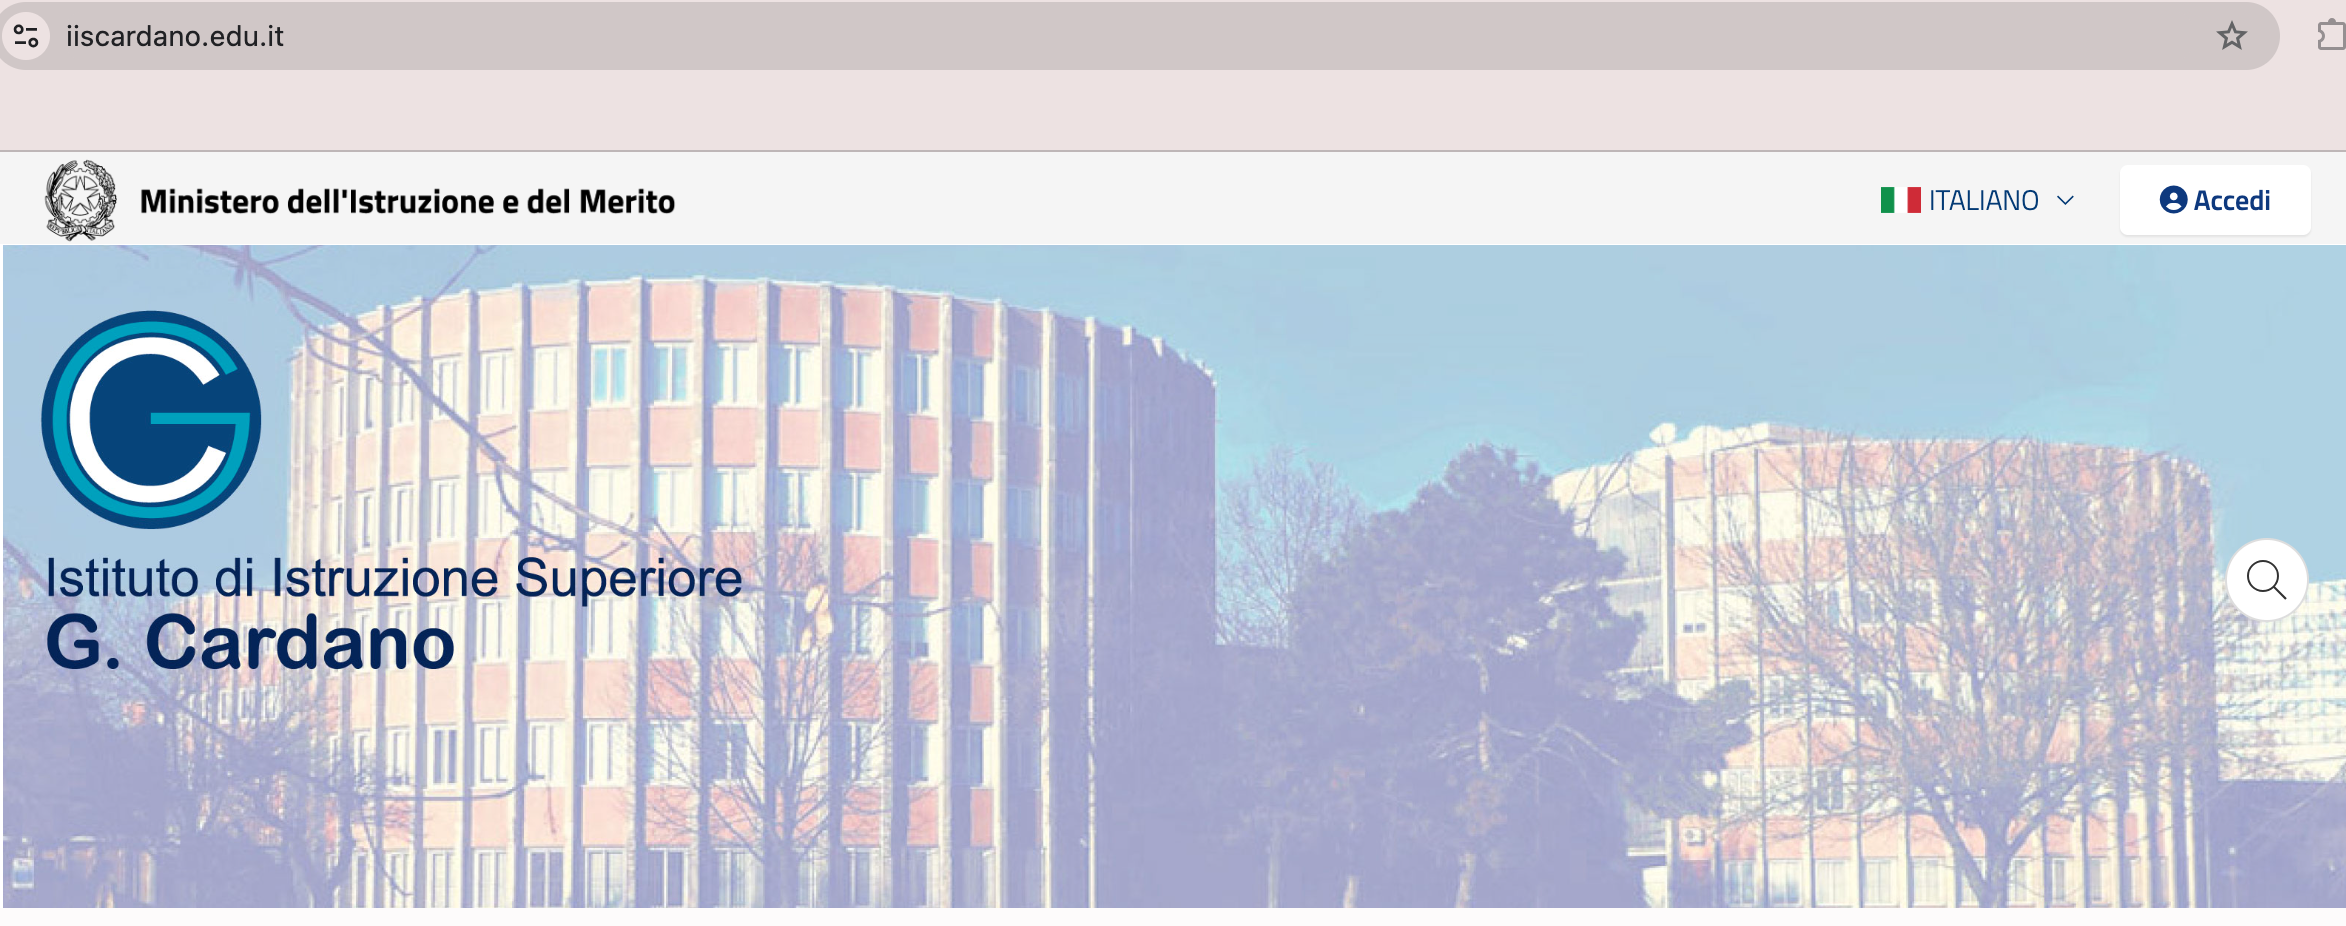 iiscardano.edu.it
Ministero dell'Istruzione e del Merito
ITALIANO
Accedi
Istituto di Istruzione Superiore
G. Cardano